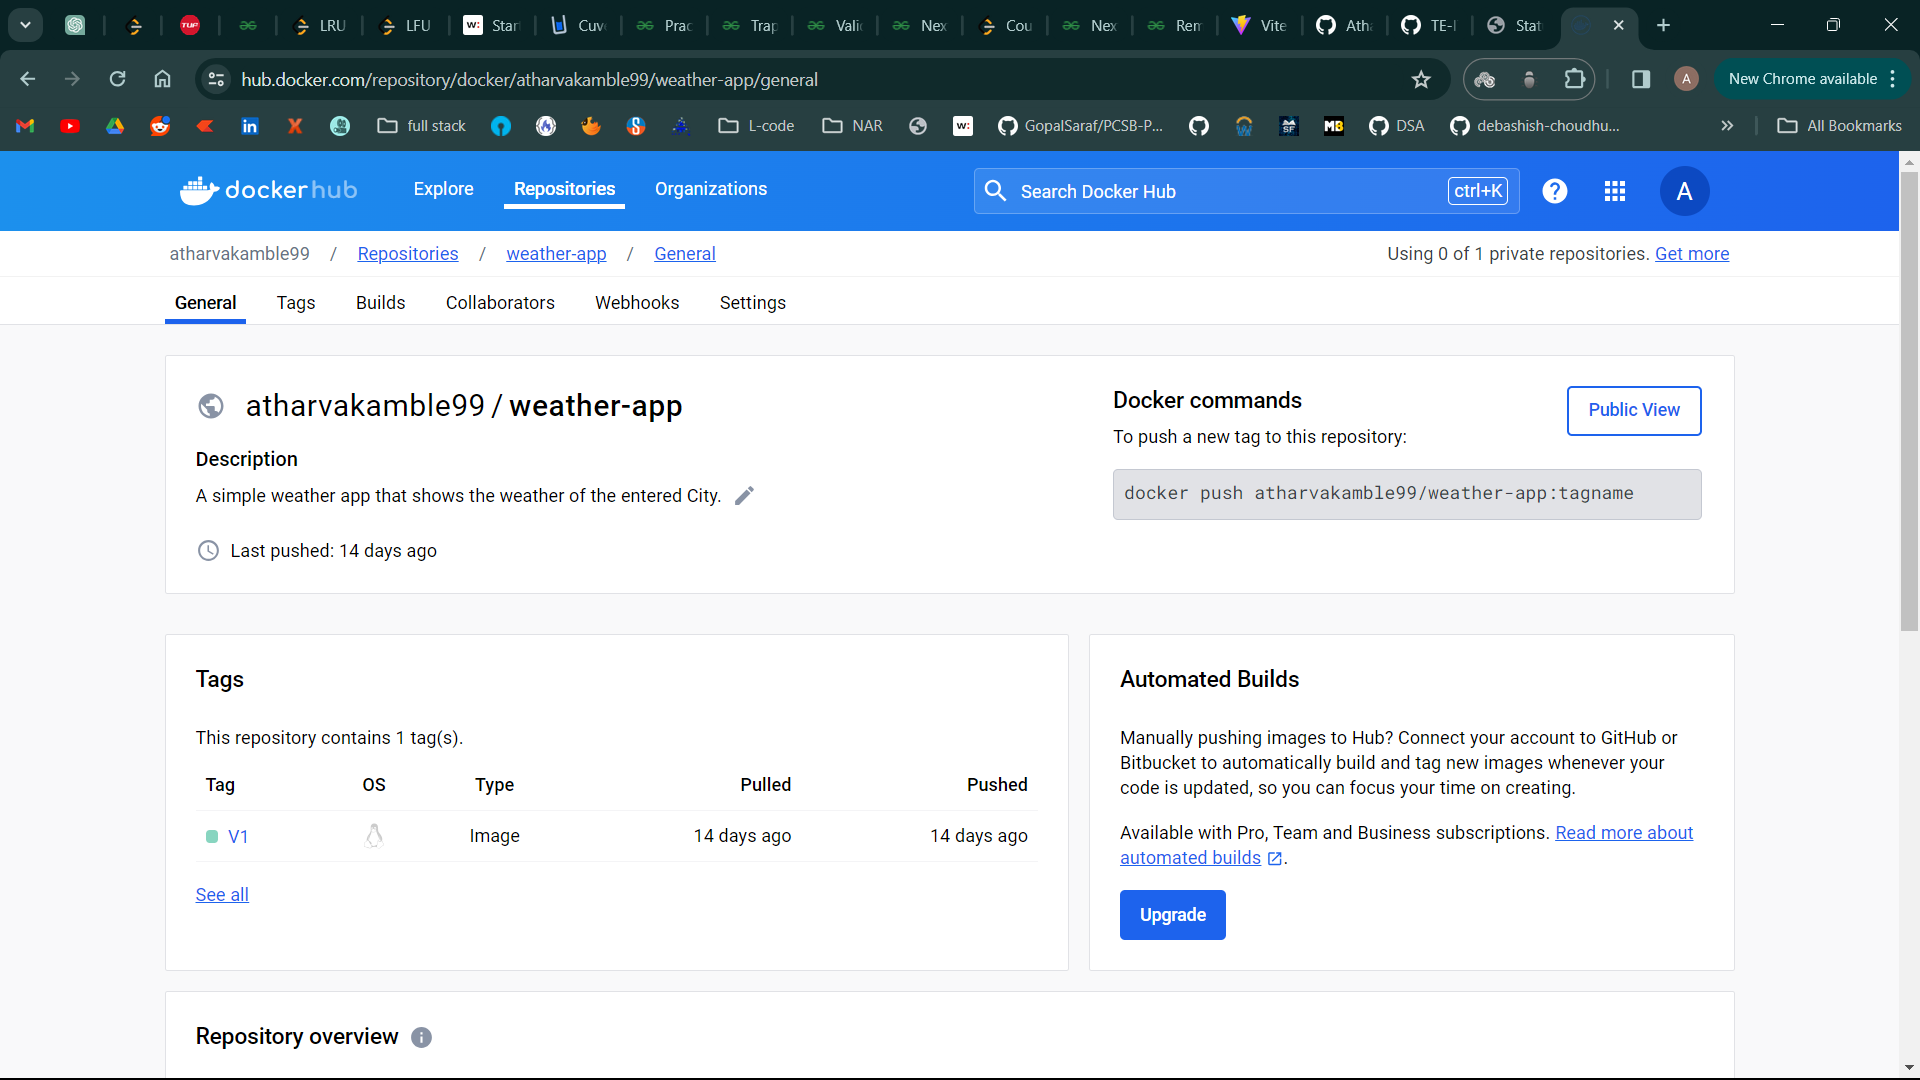 LRU
LFU
Star
Cuv
Prac
Trap
Valid
Nex
Cou
Nex
Rem
Vite
Atha
TE-I
Stat
hub.docker.com/repository/docker/atharvakamble99/weather-app/general
A
New Chrome available
full stack
L-code
NAR
w:
GopalSaraf/PCSB-P...
SF
MB
DSA
debashish-choudhu...
All Bookmarks
dockerhub
Explore
Repositories
Organizations
Search Docker Hub
ctrl+K
A
atharvakamble99 / Repositories / weather-app / General
Using 0 of 1 private repositories. Get more
General
Tags
Builds
Collaborators
Webhooks
Settings
atharvakamble99 / weather-app
Description
A simple weather app that shows the weather of the entered City.
Last pushed: 14 days ago
Docker commands
Public View
To push a new tag to this repository:
docker push atharvakamble99/weather-app:tagname
Tags
This repository contains 1 tag(s).
Tag OS Type Pulled Pushed
V1 Image 14 days ago 14 days ago
See all
Automated Builds
Manually pushing images to Hub? Connect your account to GitHub or
Bitbucket to automatically build and tag new images whenever your
code is updated, so you can focus your time on creating.
Available with Pro, Team and Business subscriptions. Read more about
automated builds .
Upgrade
Repository overview